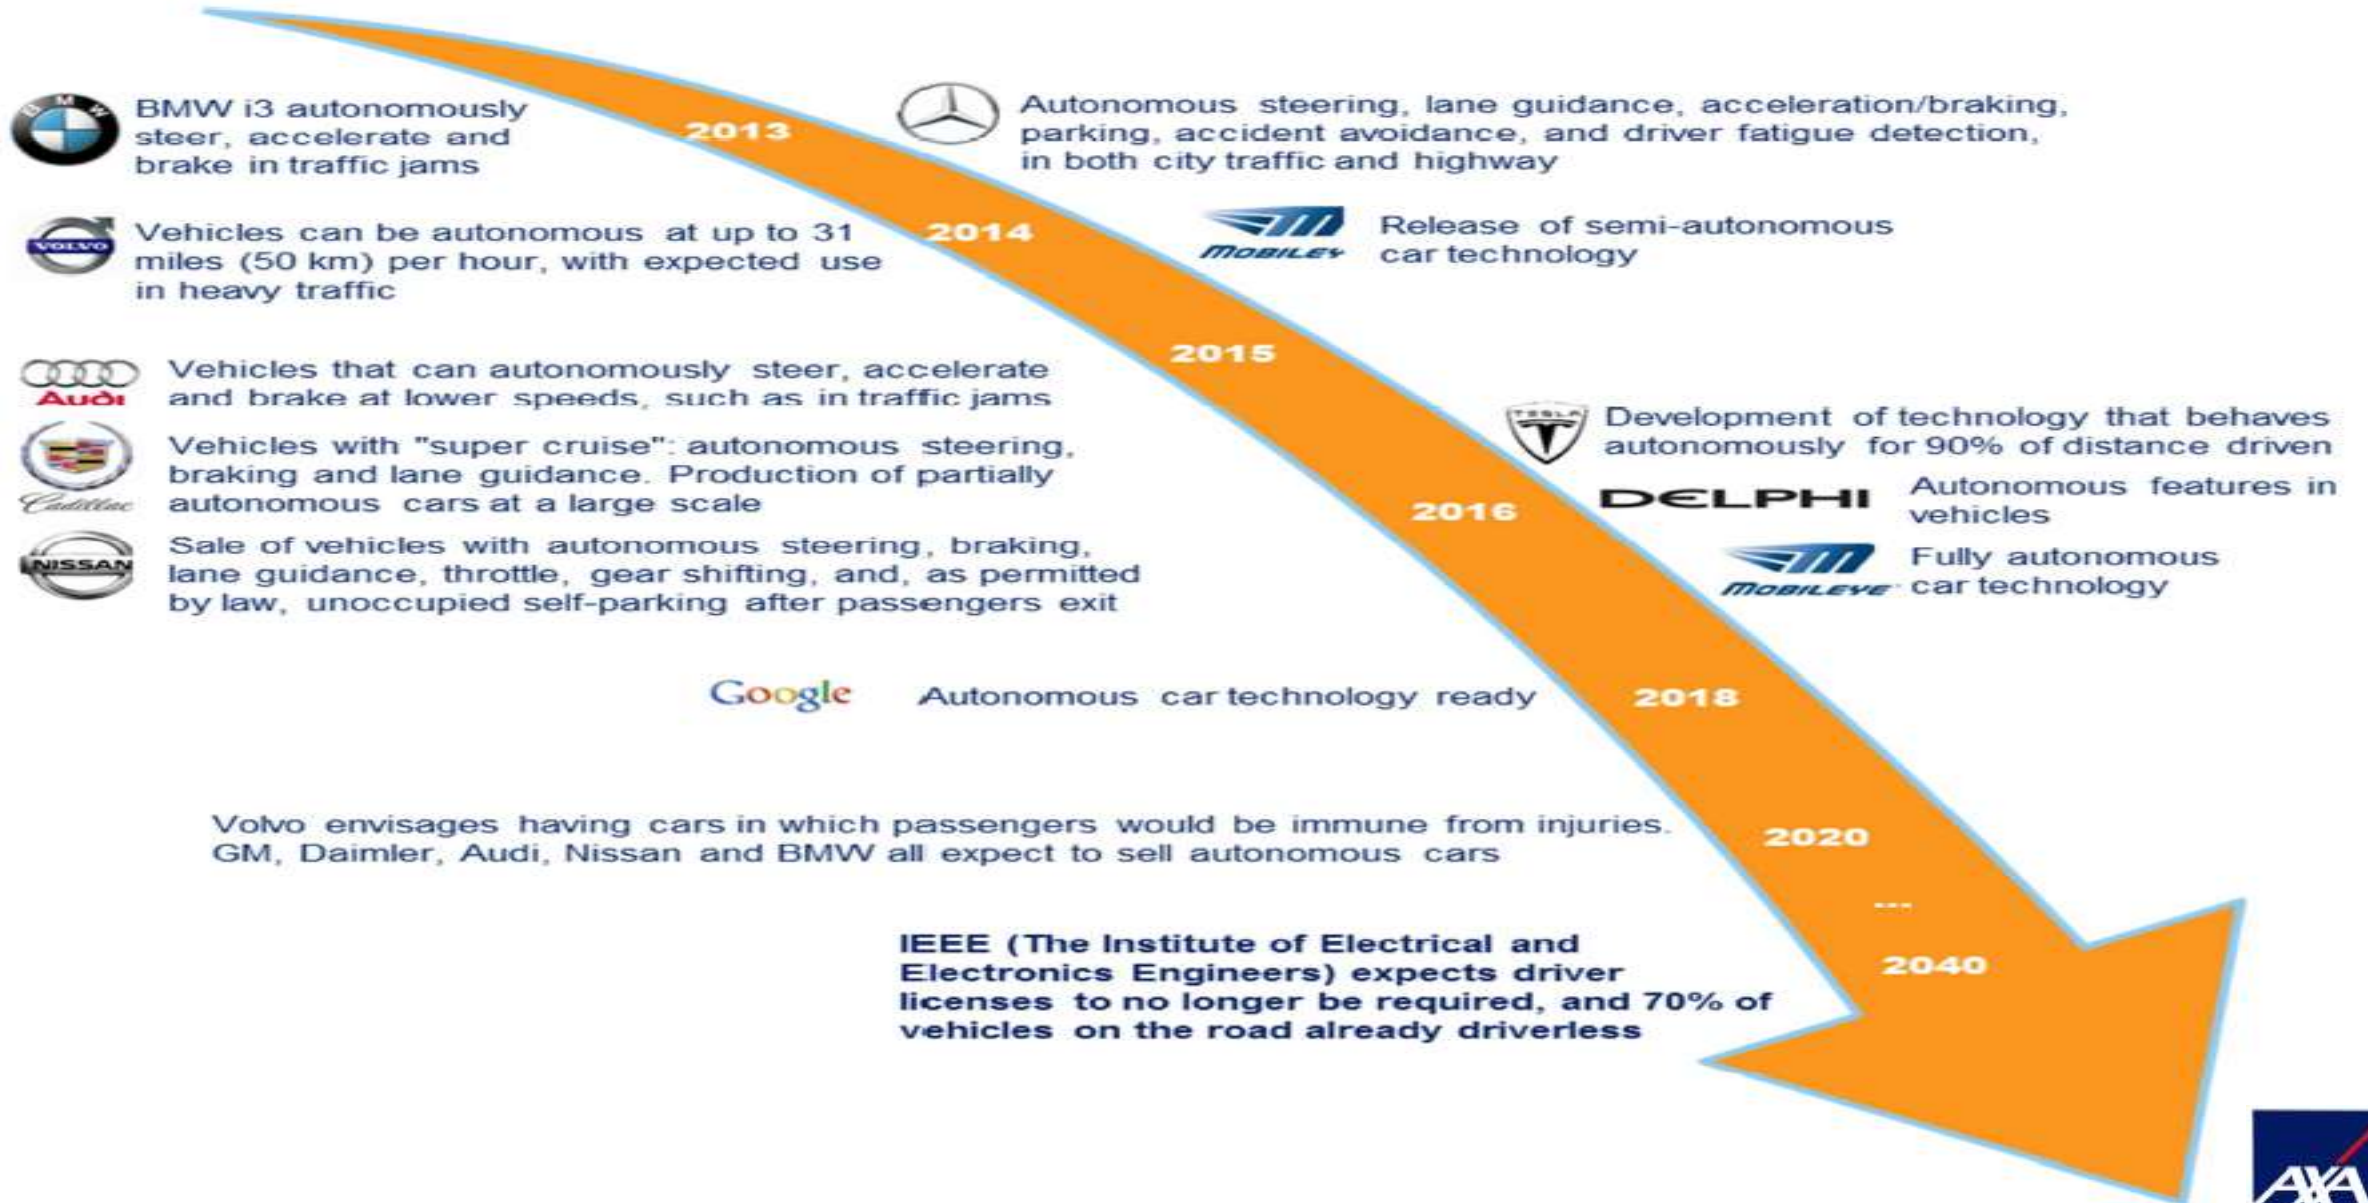 BMW
BMW i3 autonomously
steer, accelerate and
brake in traffic jams
2013
Autonomous steering, lane guidance, acceleration/braking,
parking, accident avoidance, and driver fatigue detection,
in both city traffic and highway
VOLVO
Vehicles can be autonomous at up to 31
miles (50 km) per hour, with expected use
in heavy traffic
2014
MOBILEY
Release of semi-autonomous
car technology
2015
Audi
Vehicles that can autonomously steer, accelerate
and brake at lower speeds, such as in traffic jams
Cadillac
Vehicles with "super cruise": autonomous steering,
braking and lane guidance. Production of partially
autonomous cars at a large scale
NISSAN
Sale of vehicles with autonomous steering, braking,
lane guidance, throttle, gear shifting, and, as permitted
by law, unoccupied self-parking after passengers exit
2016
TESLA
Development of technology that behaves
autonomously for 90% of distance driven
DELPHI
Autonomous features in
vehicles
MOBILEYE
Fully autonomous
car technology
Google
Autonomous car technology ready
2018
Volvo envisages having cars in which passengers would be immune from injuries.
GM, Daimler, Audi, Nissan and BMW all expect to sell autonomous cars
2020
...
IEEE (The Institute of Electrical and
Electronics Engineers) expects driver
licenses to no longer be required, and 70% of
vehicles on the road already driverless
2040
AXA